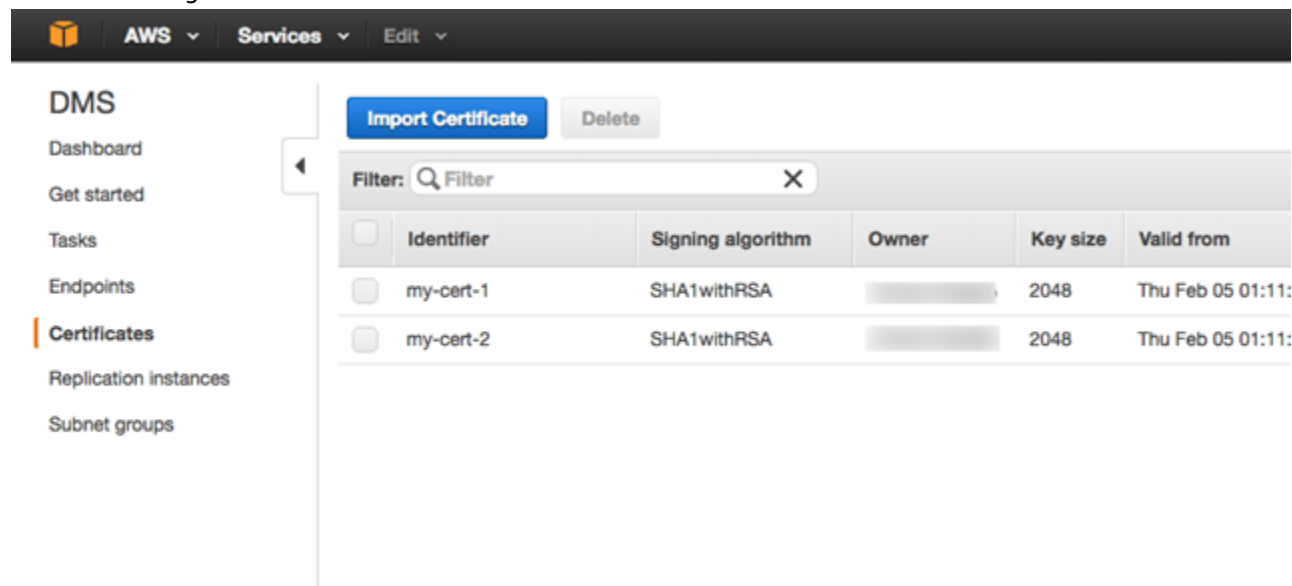 AWS Services Edit
DMS
Dashboard
Get started
Tasks
Endpoints
Certificates
Replication instances
Subnet groups
Import Certificate Delete
Filter: Filter
Identifier Signing algorithm Owner Key size Valid from
my-cert-1 SHA1withRSA 2048 Thu Feb 05 01:11:
my-cert-2 SHA1withRSA 2048 Thu Feb 05 01:11: